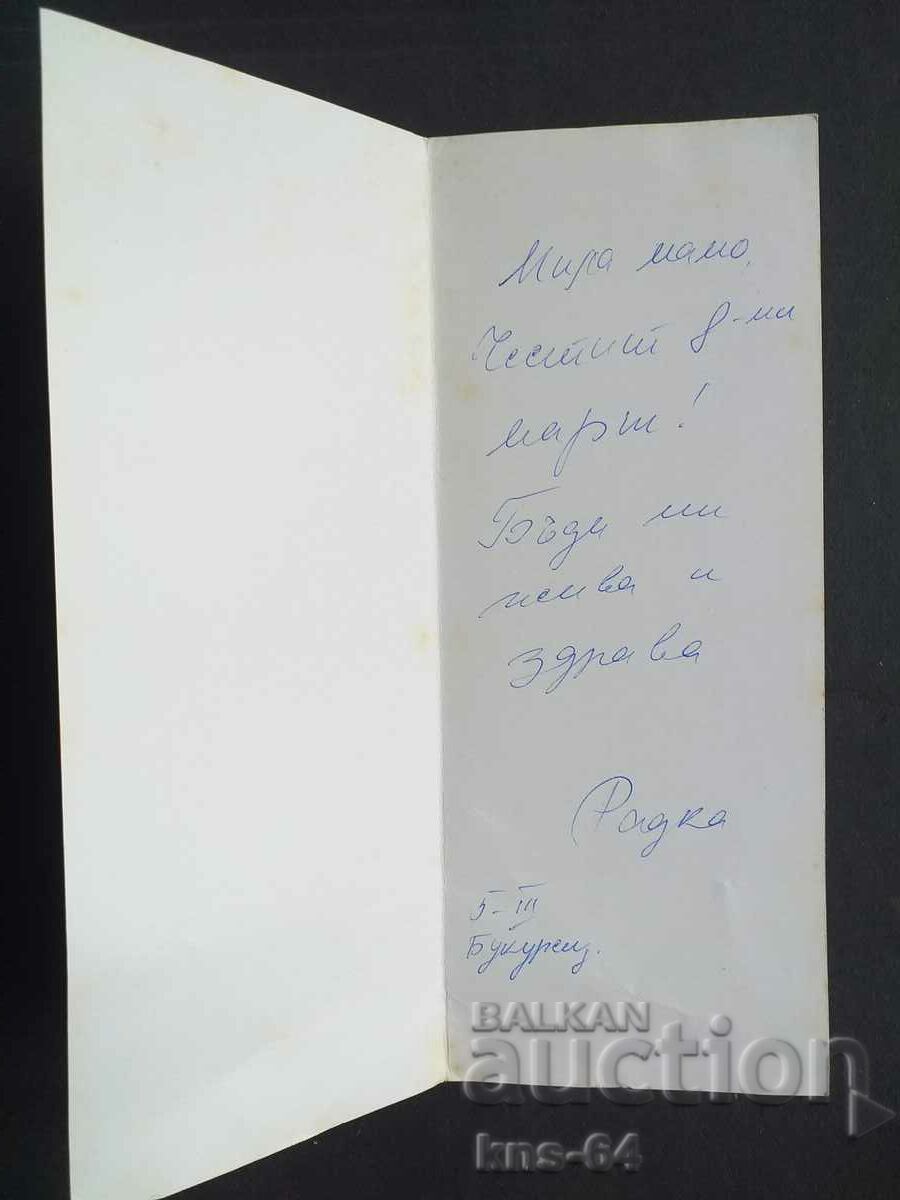 Мила мамо,
Честит 8-ми
март!
Бъди ми
жива и
здрава
Радка
5-III
Букурещ.
BALKAN
auction
kns-64